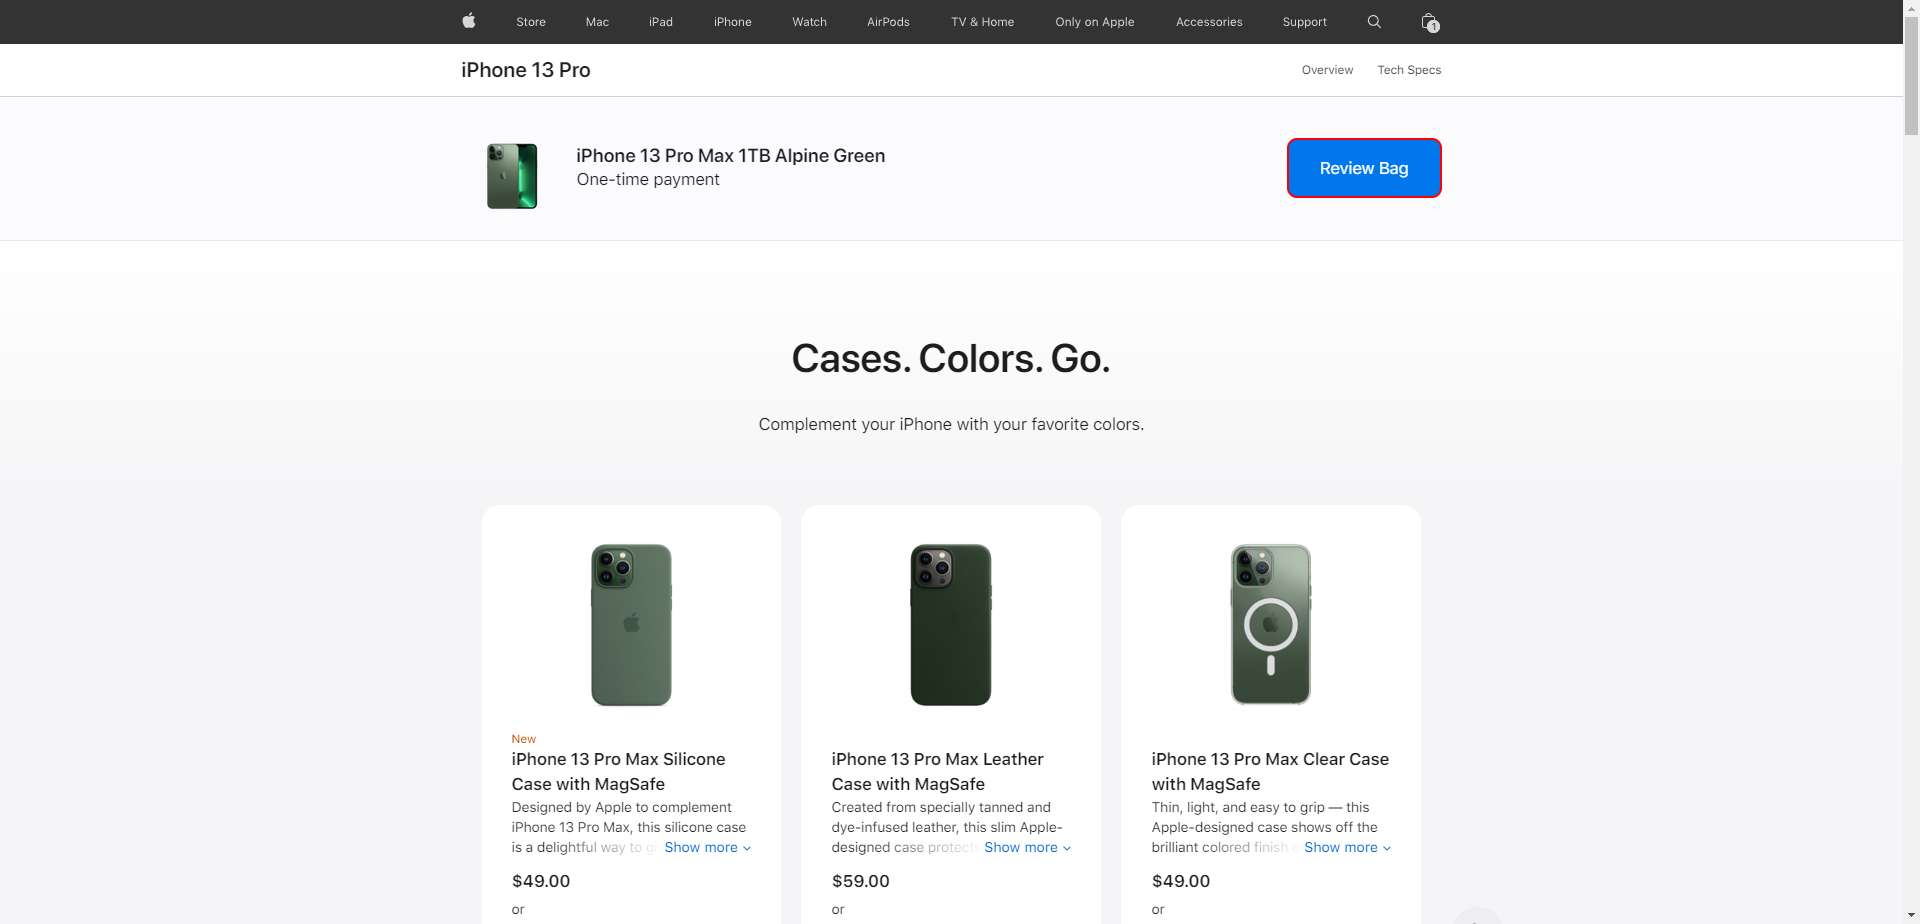 Store Mac iPad iPhone Watch AirPods TV & Home Only on Apple Accessories Support 1
iPhone 13 Pro Overview Tech Specs
iPhone 13 Pro Max 1TB Alpine Green
One-time payment
Review Bag
Cases. Colors. Go.
Complement your iPhone with your favorite colors.
New
iPhone 13 Pro Max Silicone
Case with MagSafe
Designed by Apple to complement
iPhone 13 Pro Max, this silicone case
is a delightful way to Show more
$49.00
or
iPhone 13 Pro Max Leather
Case with MagSafe
Created from specially tanned and
dye-infused leather, this slim Apple-
designed case protects Show more
$59.00
or
iPhone 13 Pro Max Clear Case
with MagSafe
Thin, light, and easy to grip — this
Apple-designed case shows off the
brilliant colored finish Show more
$49.00
or